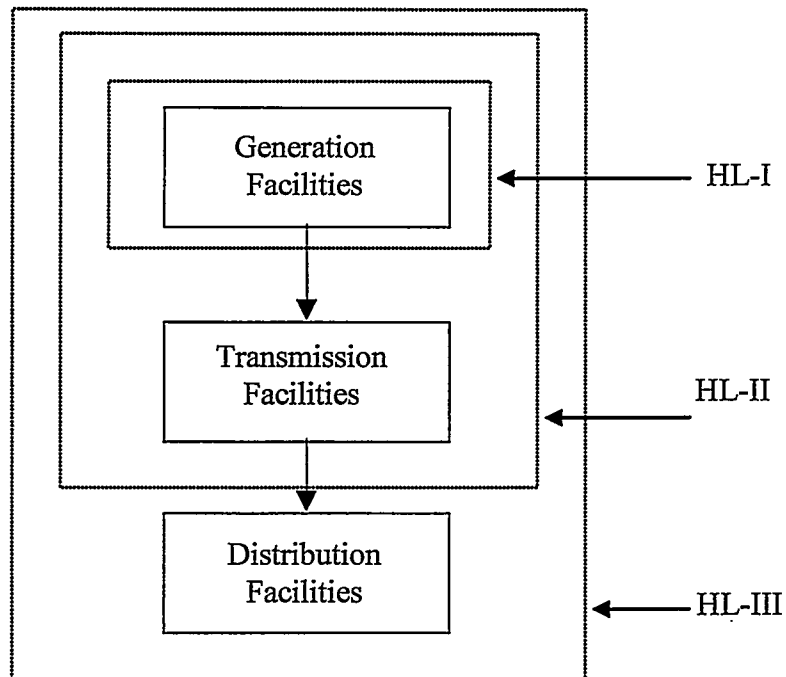 Generation
Facilities
HL-I
Transmission
Facilities
HL-II
Distribution
Facilities
HL-III